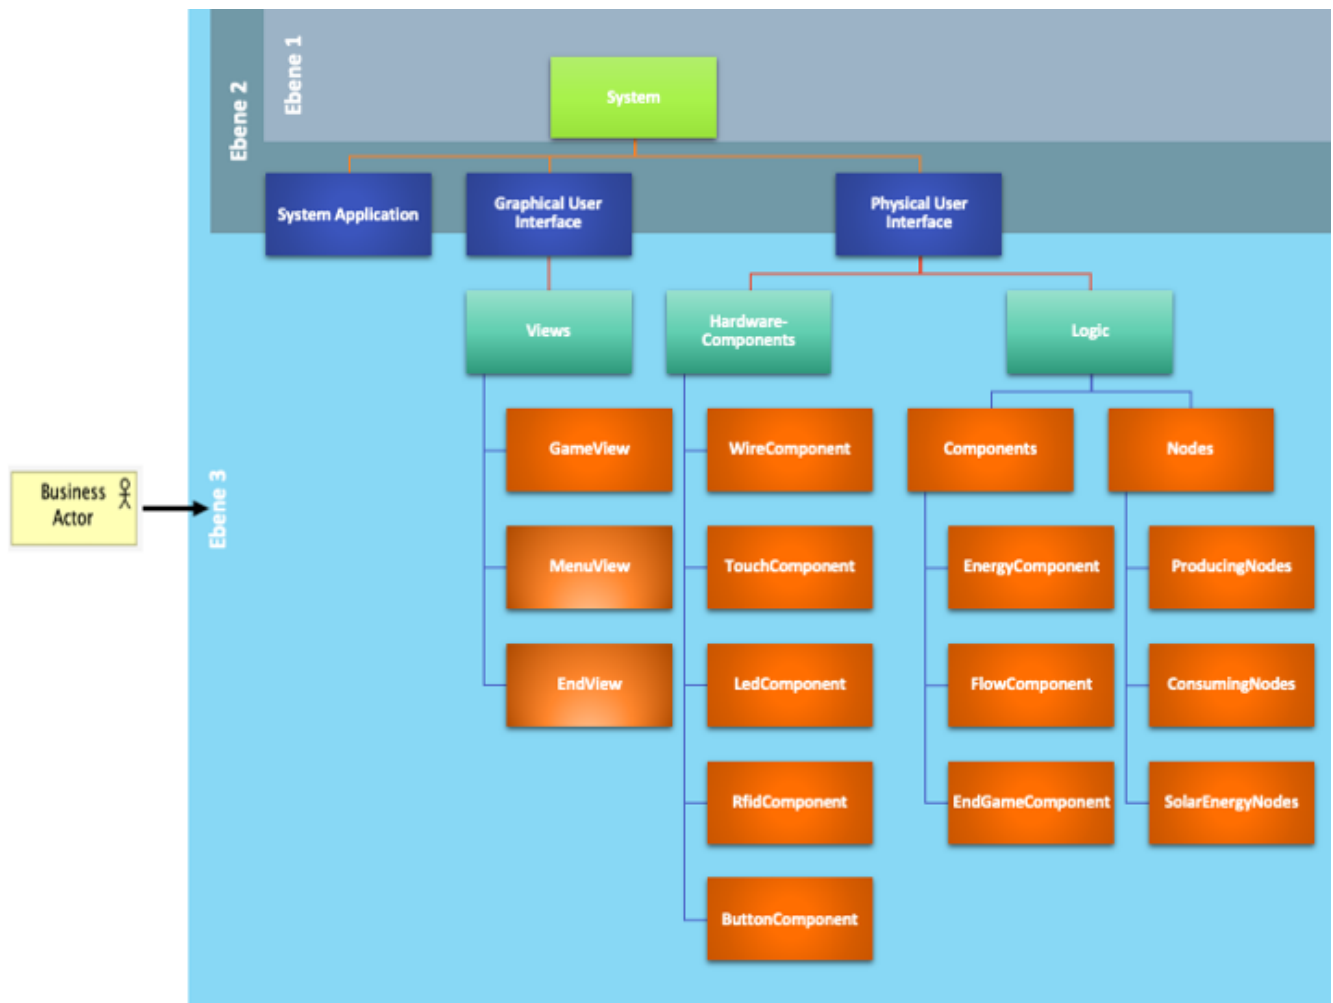 Ebene 1
Ebene 2
System
System Application
Graphical User
Interface
Physical User
Interface
Views
Hardware-
Components
Logic
GameView
WireComponent
Components
Nodes
Business
Actor
Ebene 3
MenuView
TouchComponent
EnergyComponent
ProducingNodes
EndView
LedComponent
FlowComponent
ConsumingNodes
RfidComponent
EndGameComponent
SolarEnergyNodes
ButtonComponent